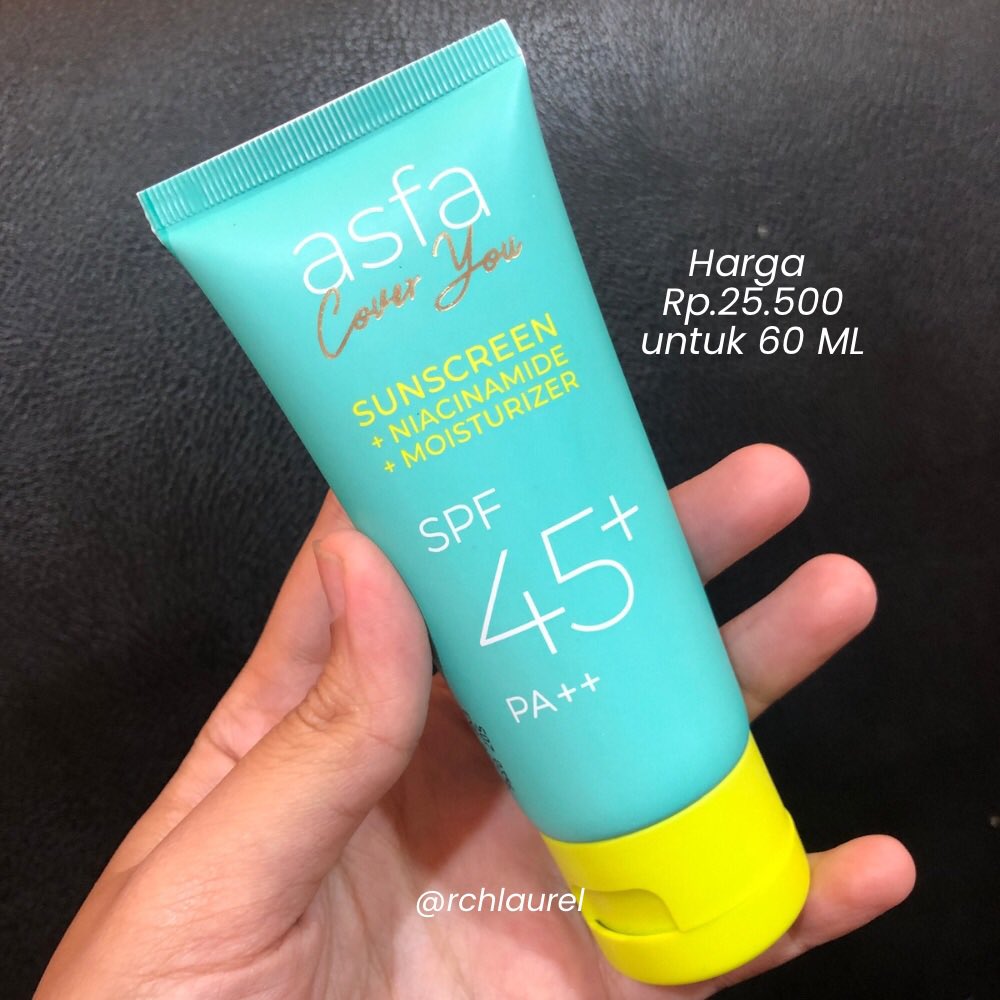 asfa
Cover You
SUNSCREEN
+ NIACINAMIDE
+ MOISTURIZER
SPF
45+
PA++
Harga
Rp.25.500
untuk 60 ML
@rchlaurel